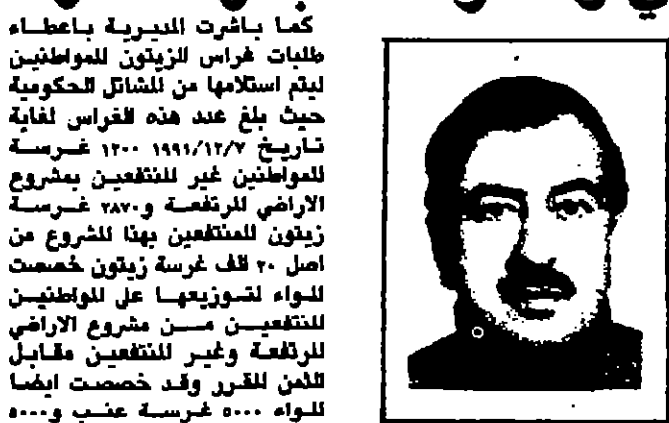 كما باشرت المديرية باعطاء
طلبات غراس الزيتون للمواطنين
ليتم استلامها من المشاتل الحكومية
حيث بلغ عدد هذه الغراس لغاية
تاريخ ١٩٩١/١٢/٧ ١٢٠٠ غرسة
للمواطنين غير المنتفعين بمشروع
الاراضي المرتفعة و٢٨٧٠ غرسة
زيتون للمنتفعين بهذا المشروع من
اصل ٢٠ الف غرسة زيتون خصصت
للواء لتوزيعها على المواطنين
المنتفعين من مشروع الاراضي
المرتفعة وغير المنتفعين مقابل
الثمن المقرر وقد خصصت ايضا
للواء ٥٠٠٠ غرسة عنب و٥٠٠٠